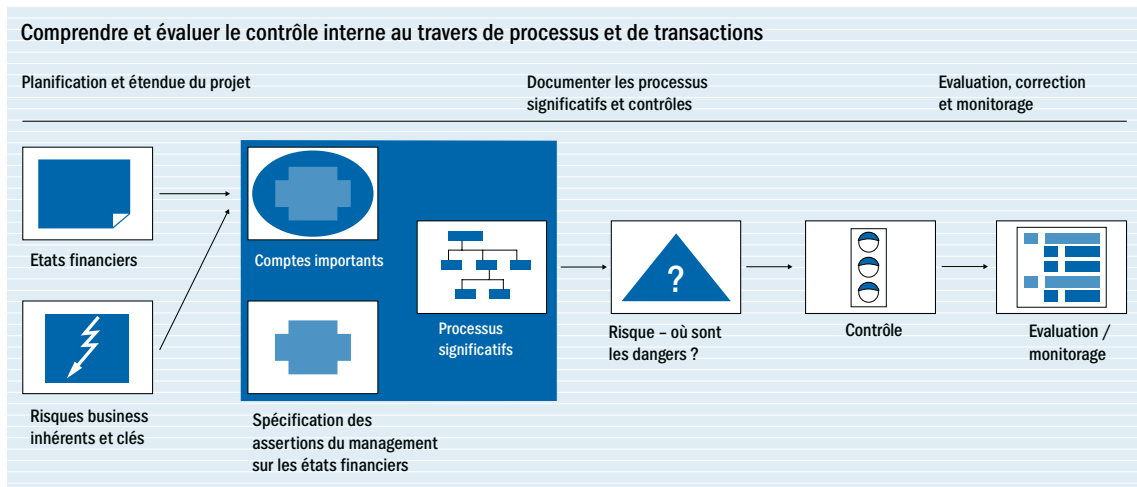 Comprendre et évaluer le contrôle interne au travers de processus et de transactions
Planification et étendue du projet
Documenter les processus
significatifs et contrôles
Evaluation, correction
et monitorage
Etats financiers
Comptes importants
Risques business
inhérents et clés
Spécification des
assertions du management
sur les états financiers
Processus
significatifs
?
Risque – où sont
les dangers ?
Contrôle
Evaluation /
monitorage